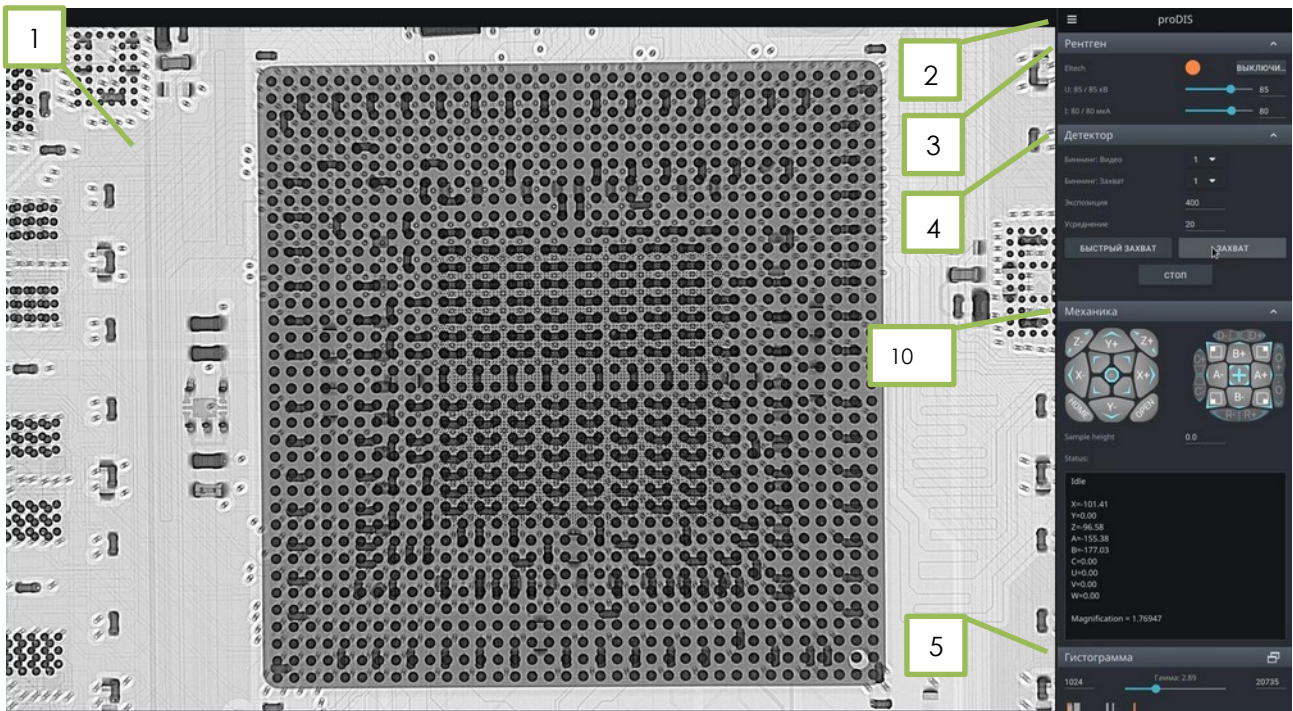 1
2
3
4
10
5
proDIS
Рентген
Eltech
ВЫКЛЮЧИ...
U: 85 / 85 кВ
85
I: 80 / 80 мкА
80
Детектор
Биннинг: Видео
1
Биннинг: Захват
1
Экспозиция
400
Усреднение
20
БЫСТРЫЙ ЗАХВАТ
ЗАХВАТ
СТОП
Механика
Z-
Y+
Z+
X-
X+
HOME
Y-
OPEN
D-
D+
B+
A-
A+
B-
R-
R+
Sample height
0.0
Status:
Idle
X=-101.41
Y=0.00
Z=-96.58
A=-155.38
B=-177.03
C=0.00
U=0.00
V=0.00
W=0.00
Magnification = 1.76947
Гистограмма
1024
Гамма: 2.89
20735